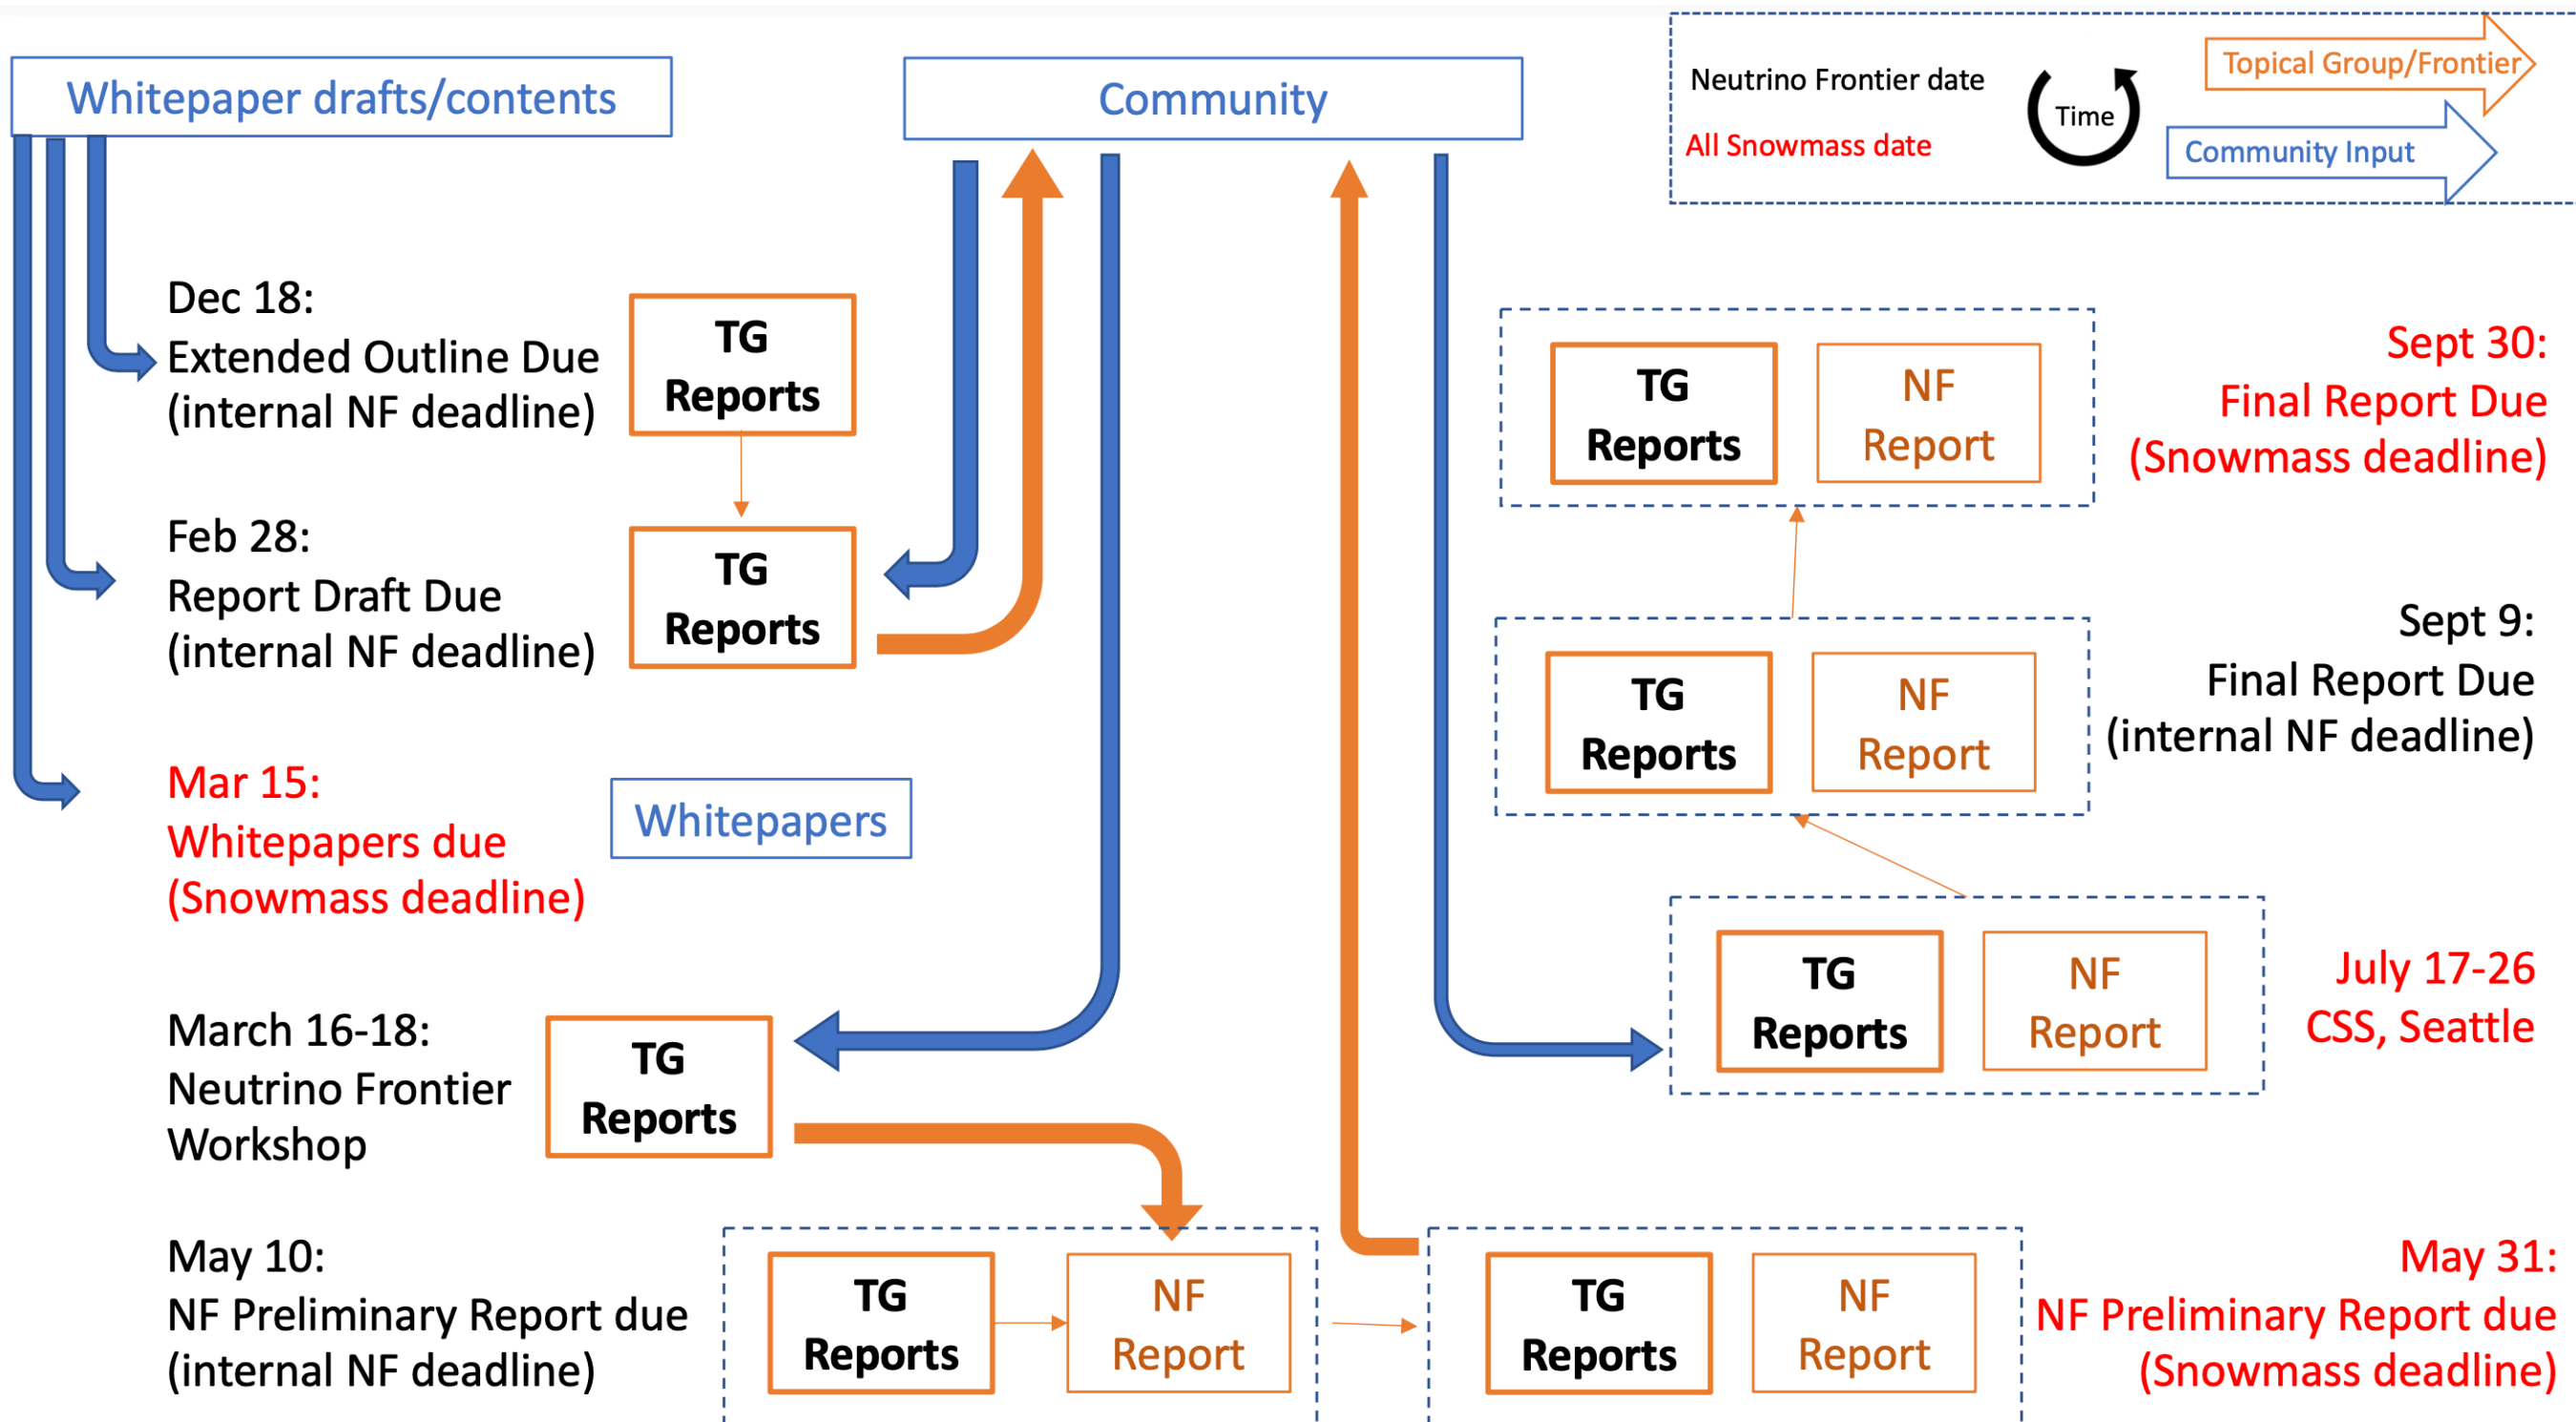 Whitepaper drafts/contents
Community
Neutrino Frontier date
All Snowmass date
Time
Topical Group/Frontier
Community Input
Dec 18:
Extended Outline Due
(internal NF deadline)
TG
Reports
Feb 28:
Report Draft Due
(internal NF deadline)
TG
Reports
Mar 15:
Whitepapers due
(Snowmass deadline)
Whitepapers
March 16-18:
Neutrino Frontier
Workshop
TG
Reports
May 10:
NF Preliminary Report due
(internal NF deadline)
TG
Reports
NF
Report
TG
Reports
NF
Report
May 31:
NF Preliminary Report due
(Snowmass deadline)
TG
Reports
NF
Report
July 17-26
CSS, Seattle
TG
Reports
NF
Report
Sept 9:
Final Report Due
(internal NF deadline)
TG
Reports
NF
Report
Sept 30:
Final Report Due
(Snowmass deadline)